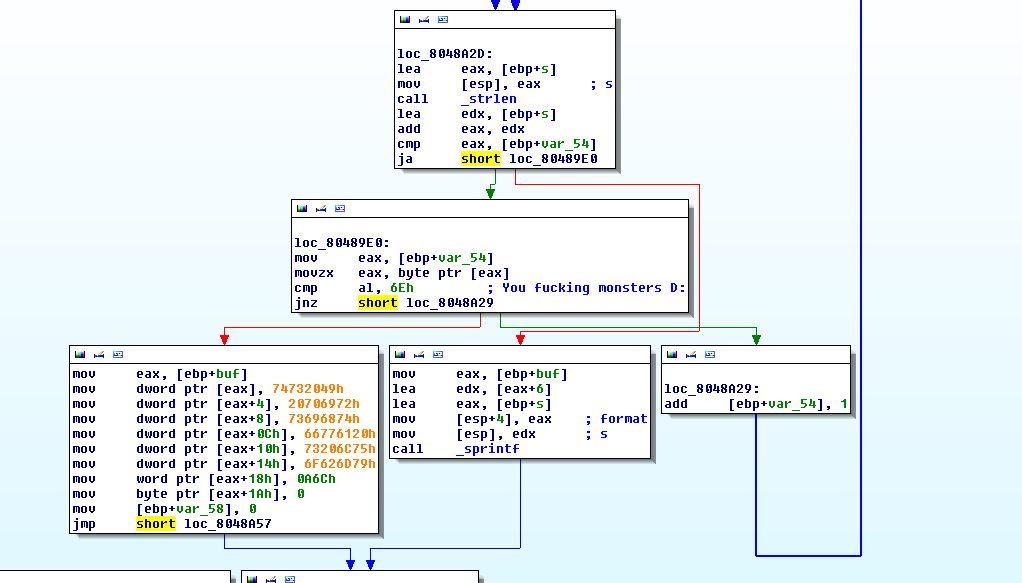 loc_8048A2D:
lea eax, [ebp+s]
mov [esp], eax ; s
call _strlen
lea edx, [ebp+s]
add eax, edx
cmp eax, [ebp+var_54]
ja short loc_80489E0
loc_80489E0:
mov eax, [ebp+var_54]
movzx eax, byte ptr [eax]
cmp al, 6Eh ; You fucking monsters D:
jnz short loc_8048A29
mov eax, [ebp+buf]
mov dword ptr [eax], 74732049h
mov dword ptr [eax+4], 20706972h
mov dword ptr [eax+8], 73696874h
mov dword ptr [eax+0Ch], 66776120h
mov dword ptr [eax+10h], 73206C75h
mov dword ptr [eax+14h], 6F626D79h
mov word ptr [eax+18h], 0A6Ch
mov byte ptr [eax+1Ah], 0
mov [ebp+var_58], 0
jmp short loc_8048A57
mov eax, [ebp+buf]
lea edx, [eax+6]
lea eax, [ebp+s]
mov [esp+4], eax ; format
mov [esp], edx ; s
call _sprintf
loc_8048A29:
add [ebp+var_54], 1